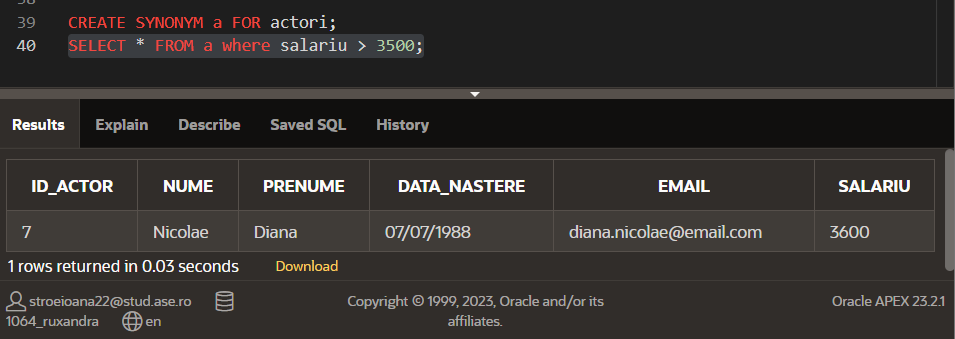 39 CREATE SYNONYM a FOR actori;
40 SELECT * FROM a where salariu > 3500;
Results Explain Describe Saved SQL History
ID_ACTOR NUME PRENUME DATA_NASTERE EMAIL SALARIU
7 Nicolae Diana 07/07/1988 diana.nicolae@email.com 3600
1 rows returned in 0.03 seconds Download
stroeioana22@stud.ase.ro
1064_ruxandra en
Copyright © 1999, 2023, Oracle and/or its
affiliates.
Oracle APEX 23.2.1